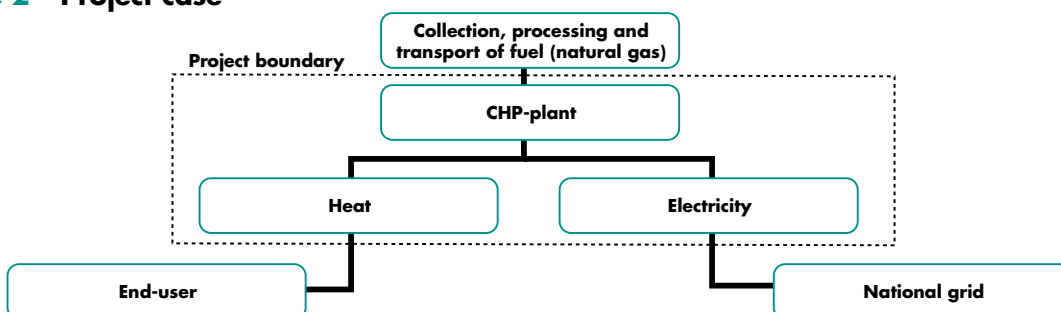 2 Project case
Collection, processing and
transport of fuel (natural gas)
Project boundary
CHP-plant
Heat
Electricity
End-user
National grid